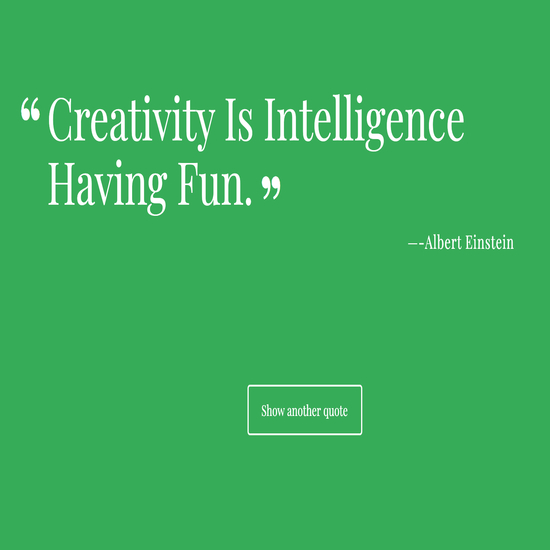 “Creativity Is Intelligence
Having Fun.”
—-Albert Einstein
Show another quote